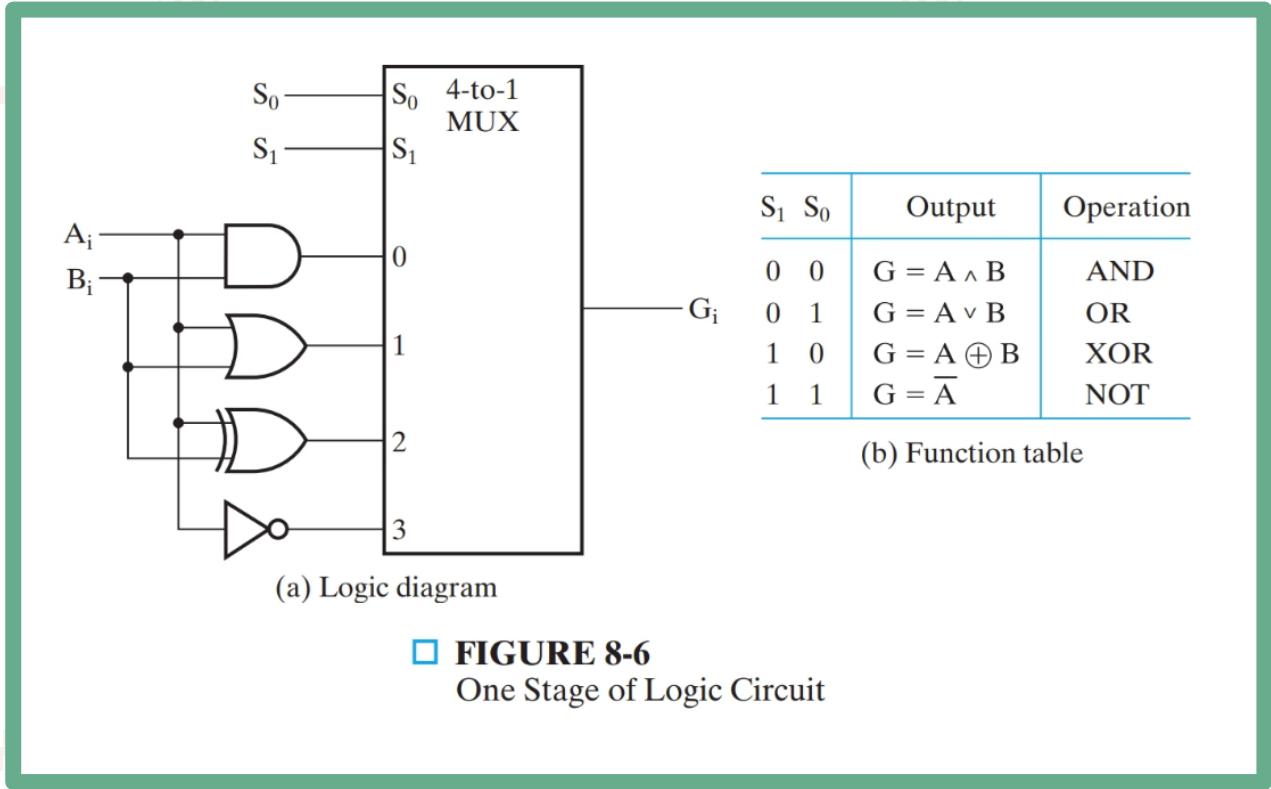 S₀ S₀ 4-to-1
MUX
S₁ S₁
Aᵢ 0
Bᵢ
1
2
3
Gᵢ
(a) Logic diagram
S₁ S₀ Output Operation
0 0 G = A ∧ B AND
0 1 G = A ∨ B OR
1 0 G = A ⊕ B XOR
1 1 G = A̅ NOT
(b) Function table
FIGURE 8-6
One Stage of Logic Circuit